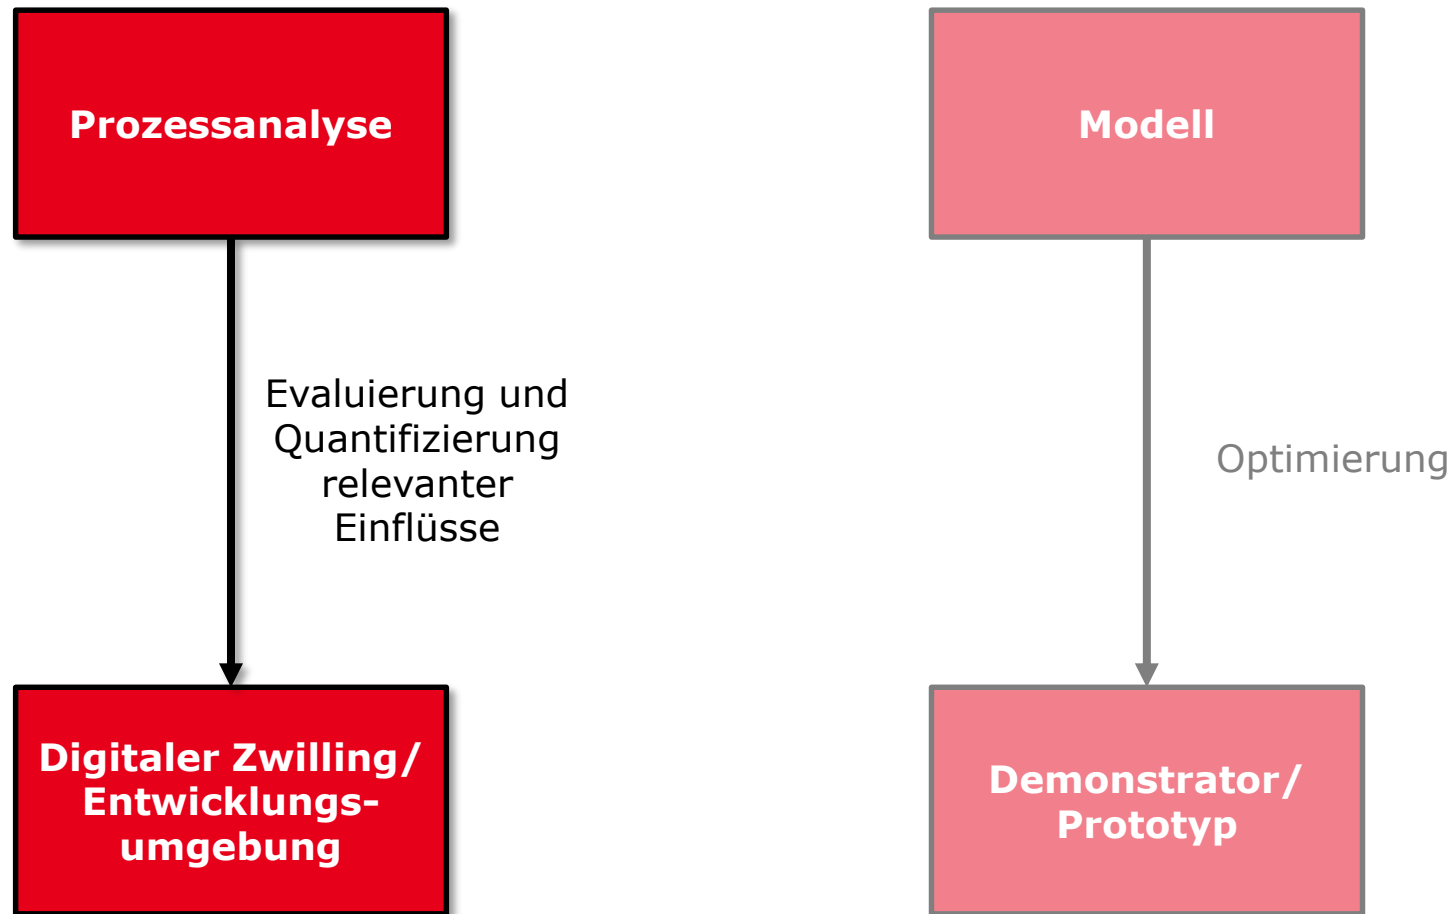 Prozessanalyse
Modell
Evaluierung und
Quantifizierung
relevanter
Einflüsse
Optimierung
Digitaler Zwilling/
Entwicklungs-
umgebung
Demonstrator/
Prototyp